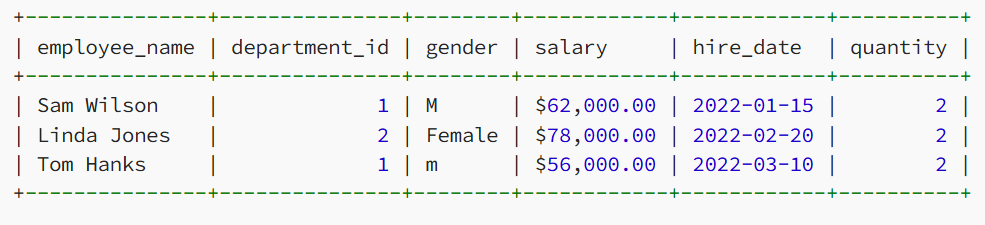 +---------------+---------------+--------+------------+------------+----------+
| employee_name | department_id | gender | salary     | hire_date  | quantity |
+---------------+---------------+--------+------------+------------+----------+
| Sam Wilson    |             1 | M      | $62,000.00 | 2022-01-15 |        2 |
| Linda Jones   |             2 | Female | $78,000.00 | 2022-02-20 |        2 |
| Tom Hanks     |             1 | m      | $56,000.00 | 2022-03-10 |        2 |
+---------------+---------------+--------+------------+------------+----------+